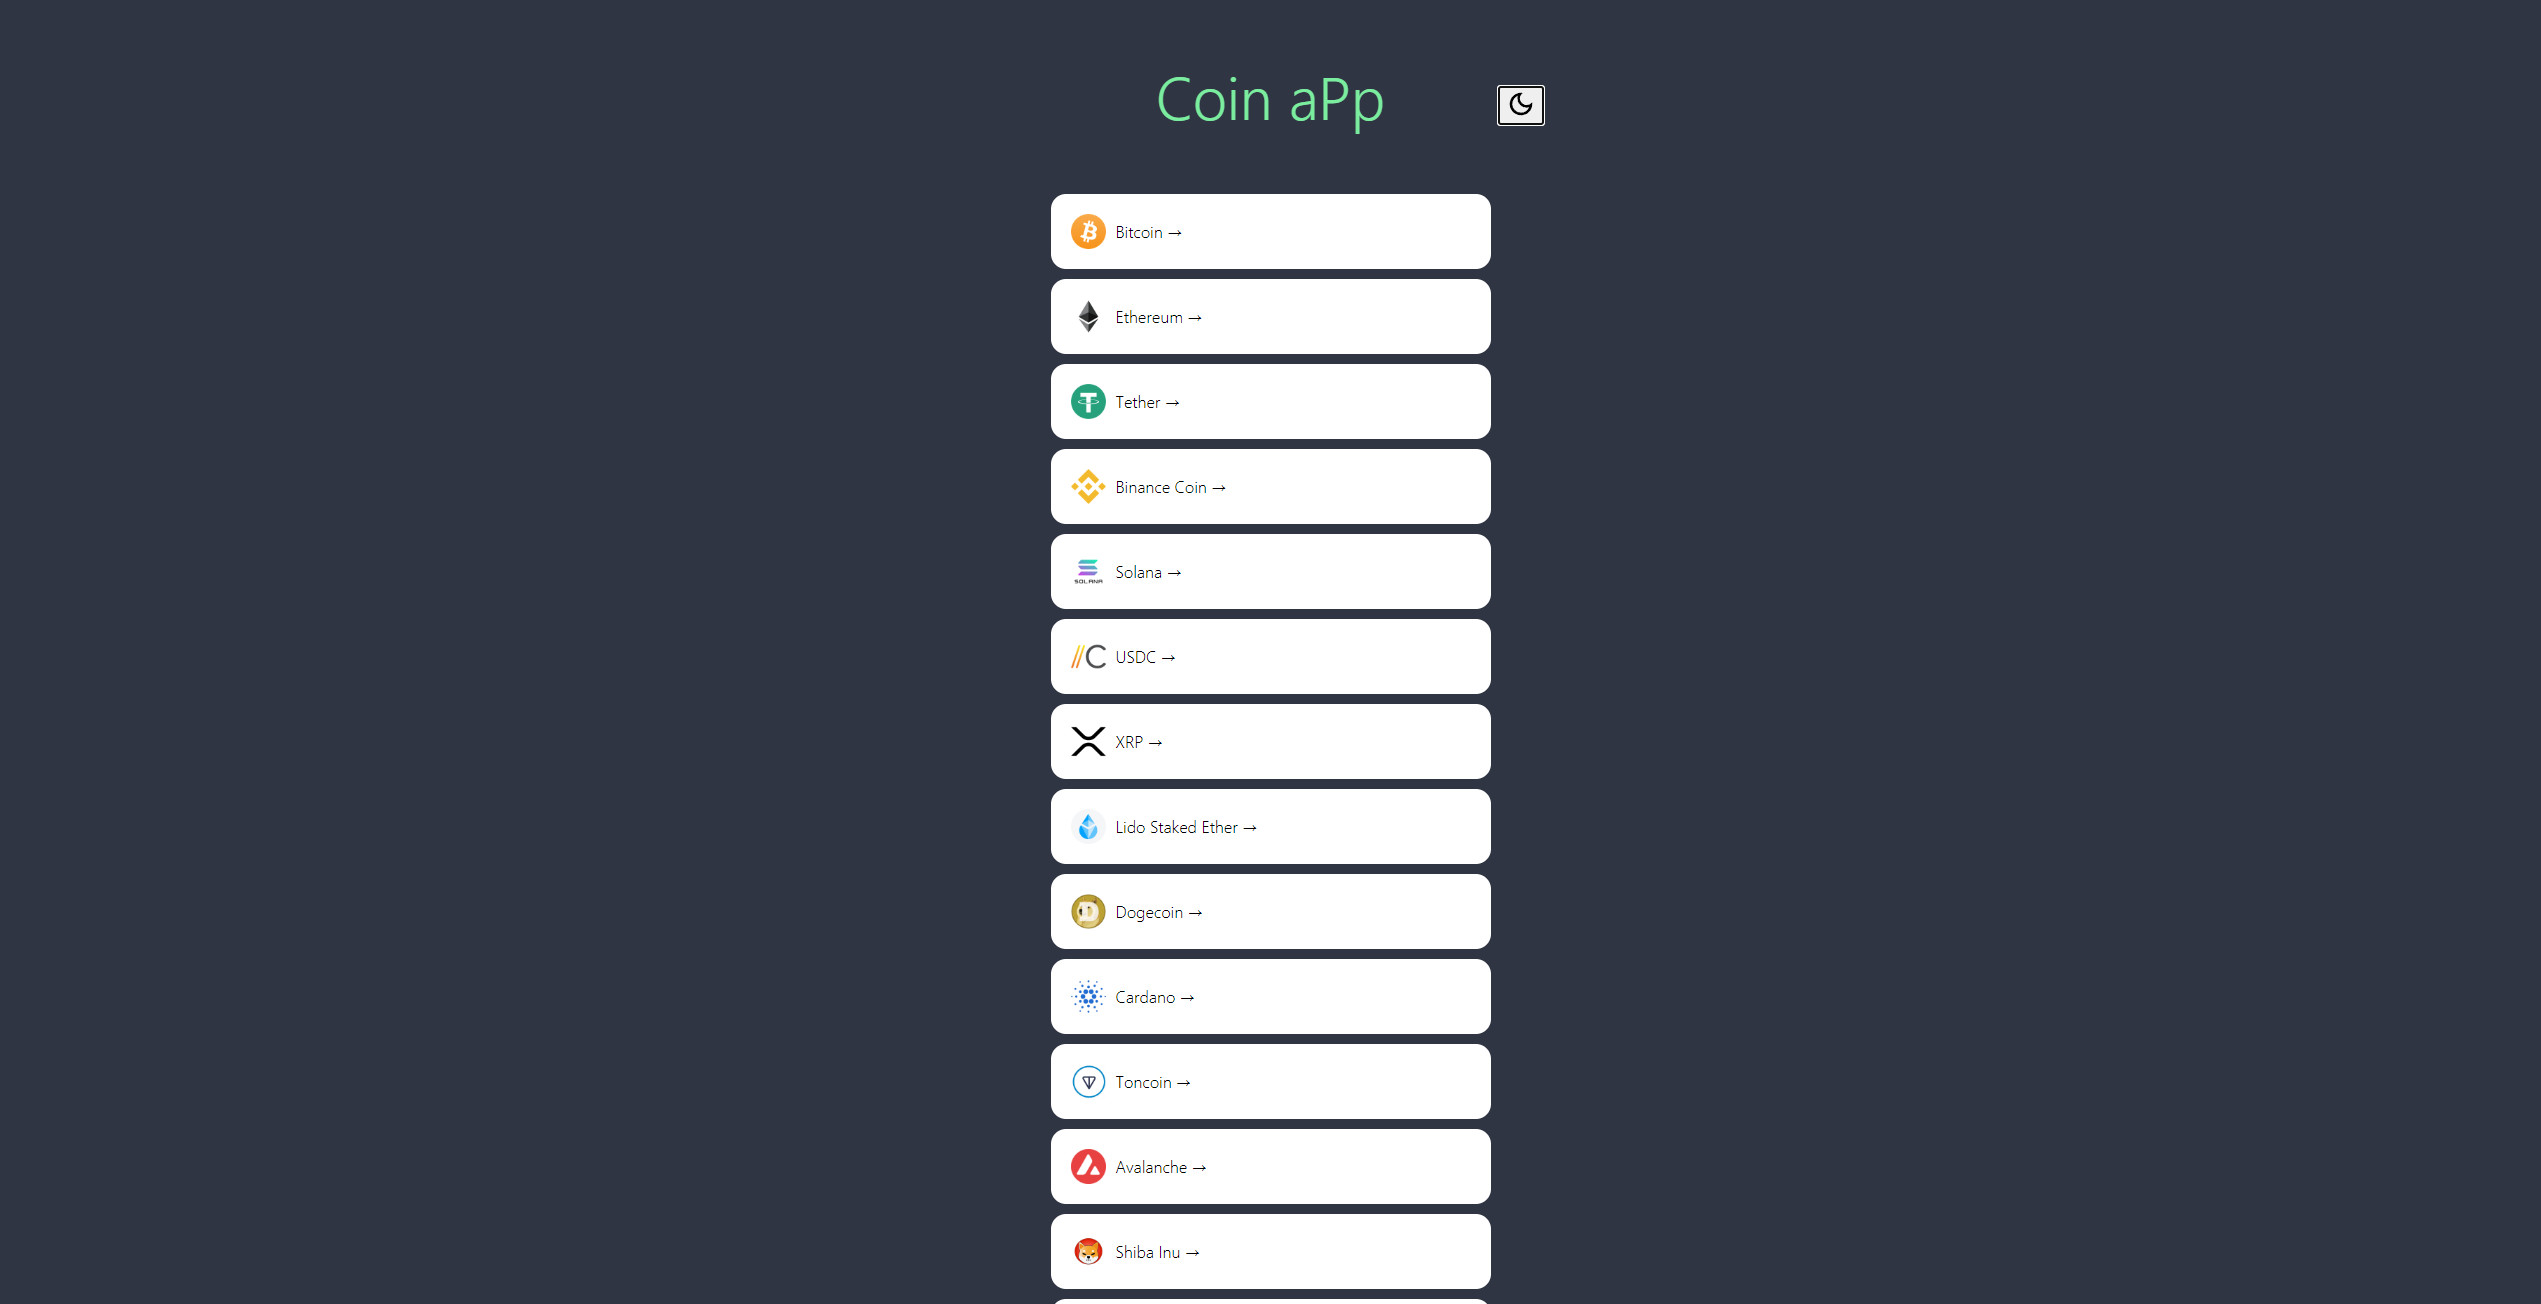 Coin aPp
Bitcoin →
Ethereum →
Tether →
Binance Coin →
Solana →
SOLANA
USDC →
XRP →
Lido Staked Ether →
Dogecoin →
Cardano →
Toncoin →
Avalanche →
Shiba Inu →